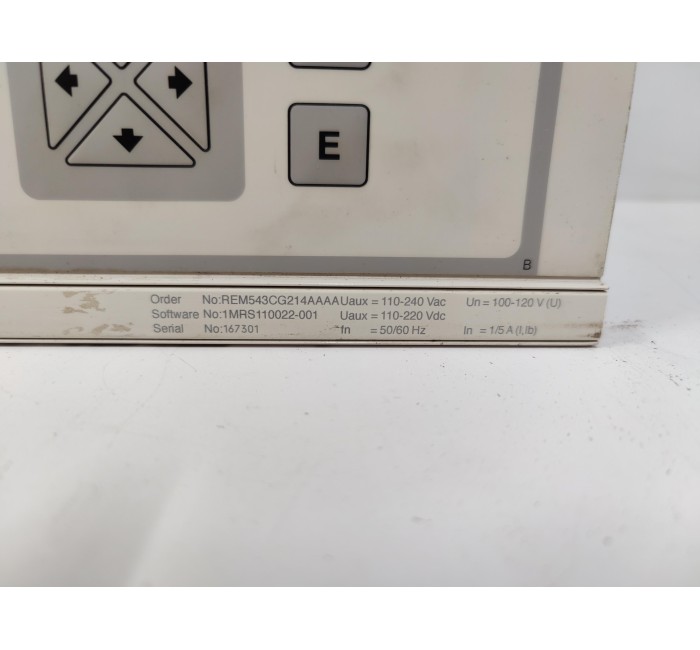 E
B
Order No:REM543CG214AAAA Uaux = 110-240 Vac Un = 100-120 V (U)
Software No:1MRS110022-001 Uaux = 110-220 Vdc
Serial No:167301 fn = 50/60 Hz In = 1/5 A (I,Ib)